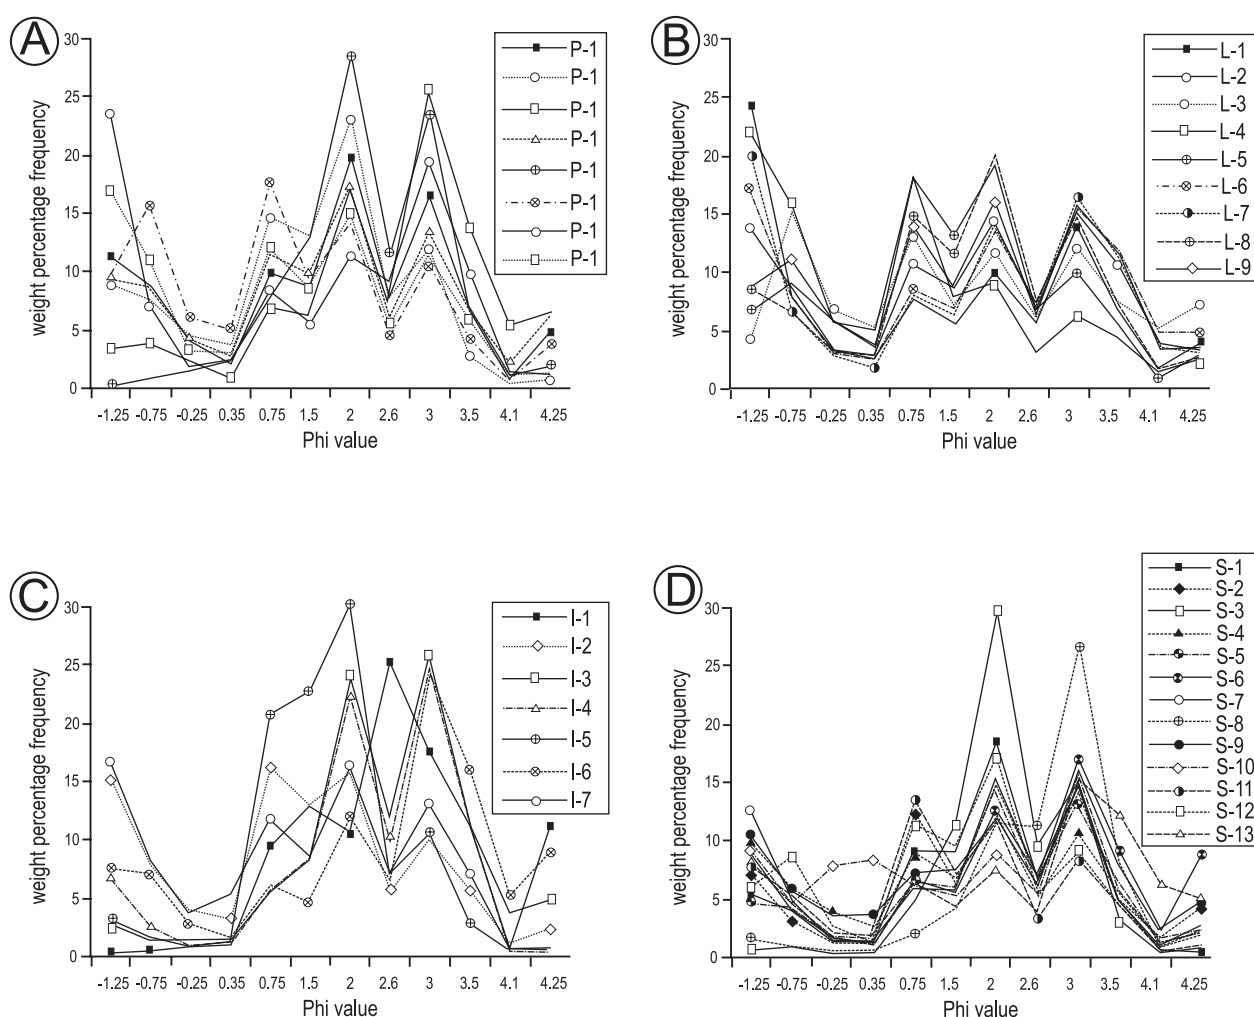 A
weight percentage frequency
30
25
20
15
10
5
0
-1.25 -0.75 -0.25 0.35 0.75 1.5 2 2.6 3 3.5 4.1 4.25
Phi value
P-1
P-1
P-1
P-1
P-1
P-1
P-1
P-1
B
weight percentage frequency
30
25
20
15
10
5
0
-1.25 -0.75 -0.25 0.35 0.75 1.5 2 2.6 3 3.5 4.1 4.25
Phi value
L-1
L-2
L-3
L-4
L-5
L-6
L-7
L-8
L-9
C
weight percentage frequency
30
25
20
15
10
5
0
-1.25 -0.75 -0.25 0.35 0.75 1.5 2 2.6 3 3.5 4.1 4.25
Phi value
I-1
I-2
I-3
I-4
I-5
I-6
I-7
D
weight percentage frequency
30
25
20
15
10
5
0
-1.25 -0.75 -0.25 0.35 0.75 1.5 2 2.6 3 3.5 4.1 4.25
Phi value
S-1
S-2
S-3
S-4
S-5
S-6
S-7
S-8
S-9
S-10
S-11
S-12
S-13